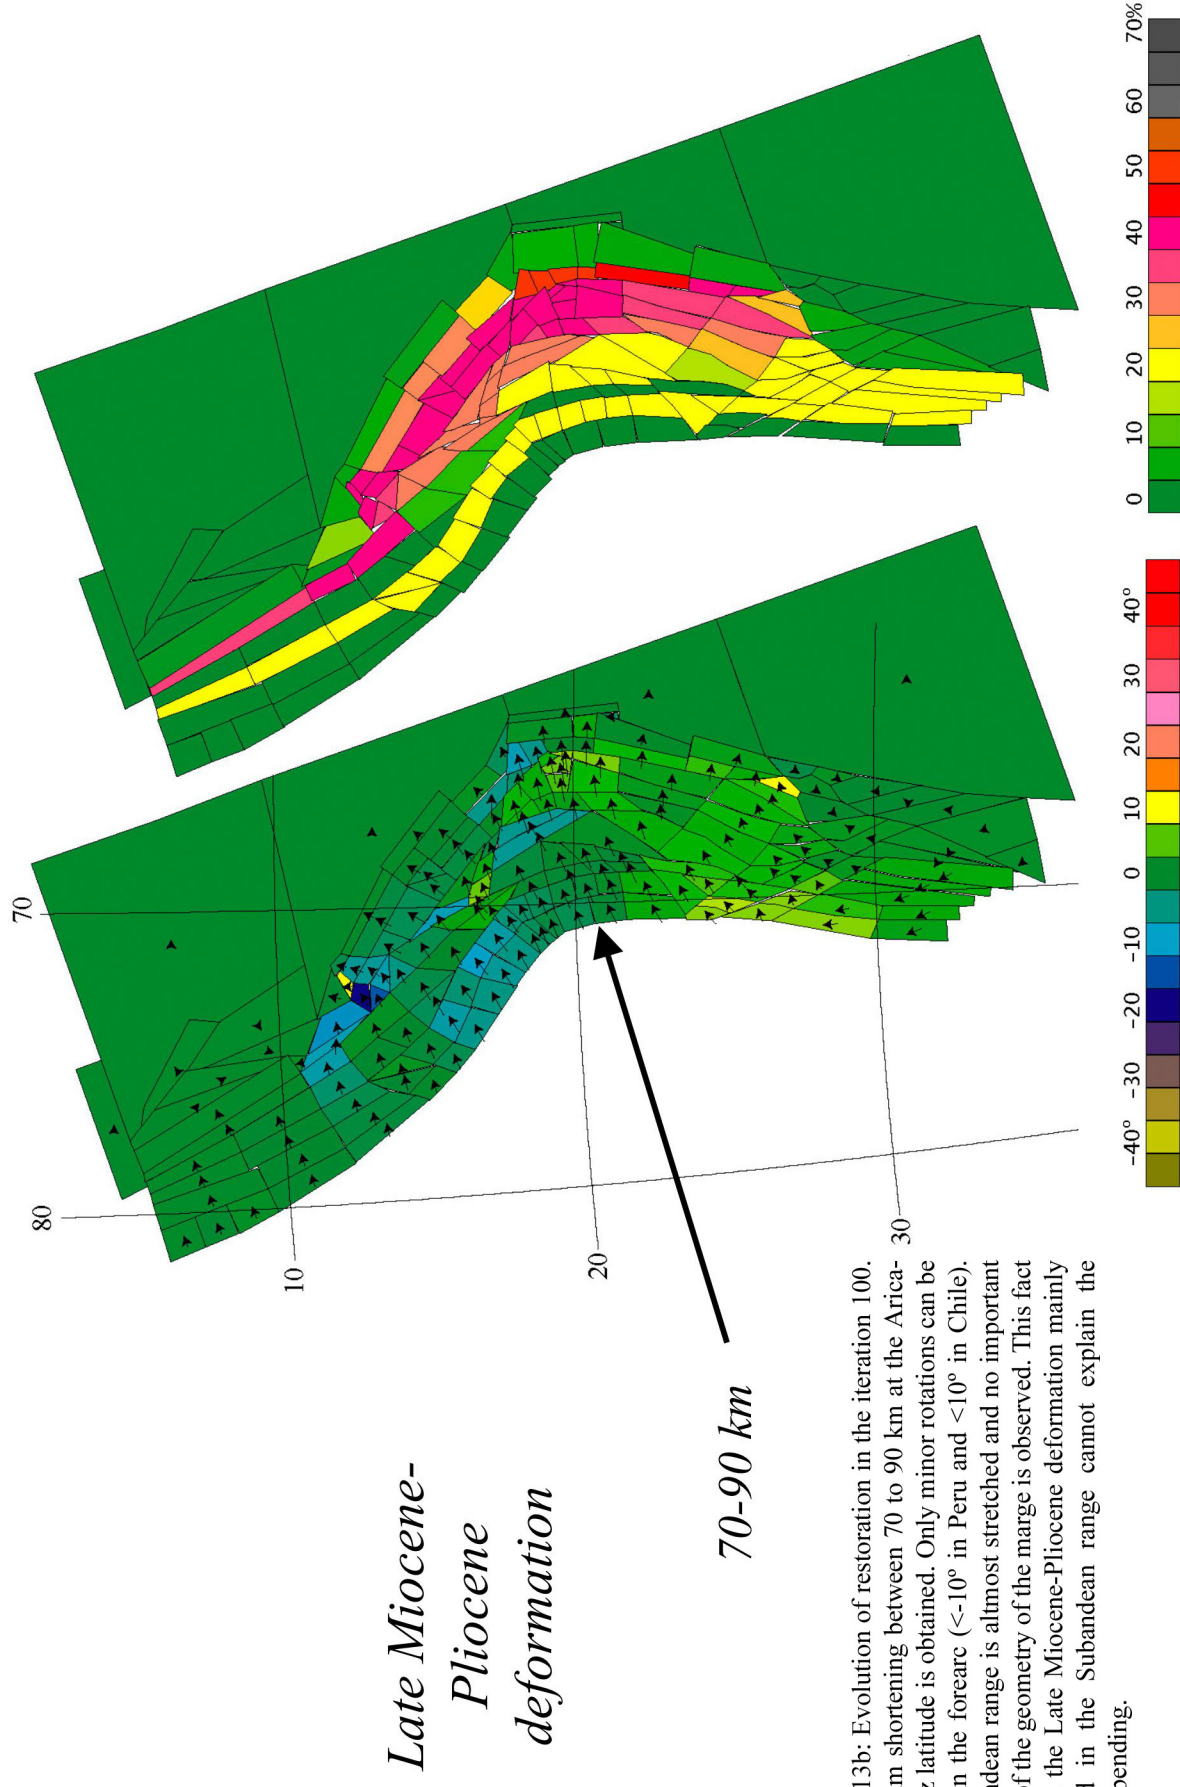 Late Miocene-
Pliocene
deformation
70-90 km
80
70
10
20
30
-40° -30 -20 -10 0 10 20 30 40°
0 10 20 30 40 50 60 70%
13b: Evolution of restoration in the iteration 100.
m shortening between 70 to 90 km at the Arica-
z latitude is obtained. Only minor rotations can be
n the forearc (<-10° in Peru and <10° in Chile).
ndean range is almost stretched and no important
of the geometry of the marge is observed. This fact
the Late Miocene-Pliocene deformation mainly
d in the Subandean range cannot explain the
bending.